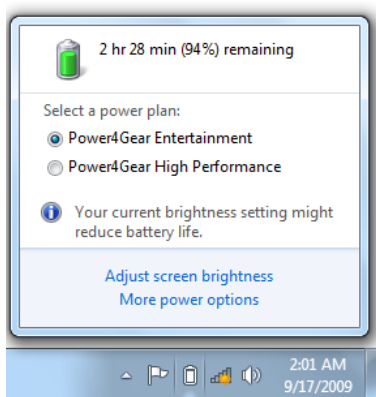 2 hr 28 min (94%) remaining
Select a power plan:
Power4Gear Entertainment
Power4Gear High Performance
Your current brightness setting might
reduce battery life.
Adjust screen brightness
More power options
2:01 AM
9/17/2009